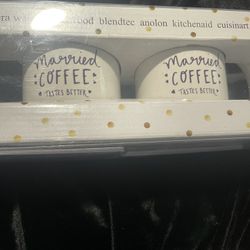 blendtec anolon kitchenaid cuisinart
married
COFFEE
TASTES BETTER
married
COFFEE
TASTES BETTER